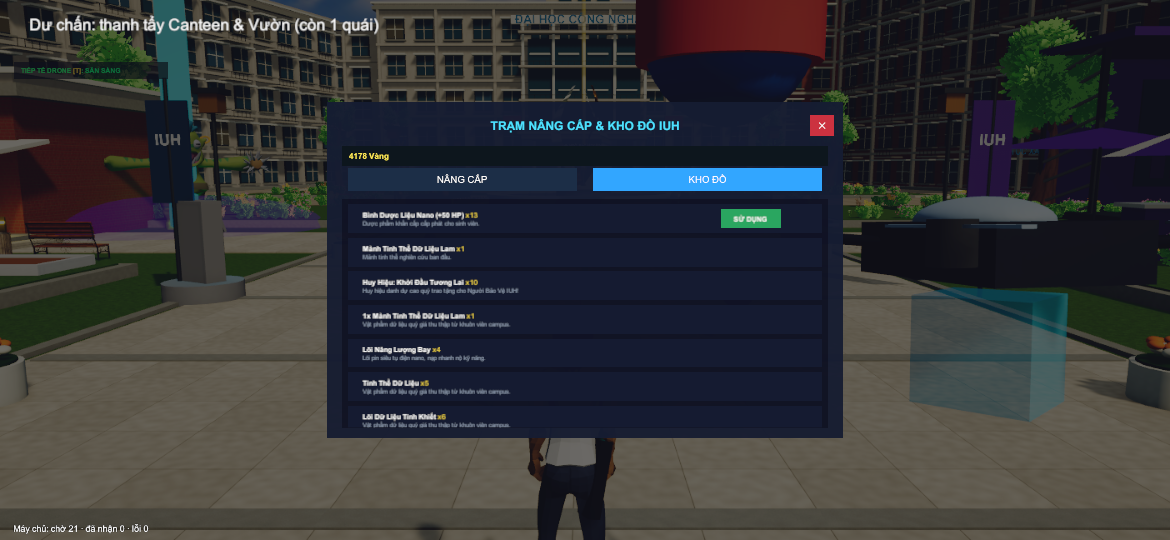 Dư chấn: thanh tẩy Canteen & Vườn (còn 1 quái)
ĐẠI HỌC CÔNG NGH
TIẾP TẾ DRONE [T]: SẴN SÀNG
IUH
IUH
TRẠM NÂNG CẤP & KHO ĐỒ IUH
×
4178 Vàng
NÂNG CẤP
KHO ĐỒ
Bình Dược Liệu Nano (+50 HP) x13
Dược phẩm khẩn cấp cấp phát cho sinh viên.
SỬ DỤNG
Mảnh Tinh Thể Dữ Liệu Lam x1
Mảnh tinh thể nghiên cứu ban đầu.
Huy Hiệu: Khởi Đầu Tương Lai x10
Huy hiệu danh dự cao quý trao tặng cho Người Bảo Vệ IUH!
1x Mảnh Tinh Thể Dữ Liệu Lam x1
Vật phẩm dữ liệu quý giá thu thập từ khuôn viên campus.
Lõi Năng Lượng Bay x4
Lõi pin siêu tụ điện nano, nạp nhanh nộ kỹ năng.
Tinh Thể Dữ Liệu x5
Vật phẩm dữ liệu quý giá thu thập từ khuôn viên campus.
Lõi Dữ Liệu Tinh Khiết x6
Vật phẩm dữ liệu quý giá thu thập từ khuôn viên campus.
Máy chủ: chờ 21 · đã nhận 0 · lỗi 0